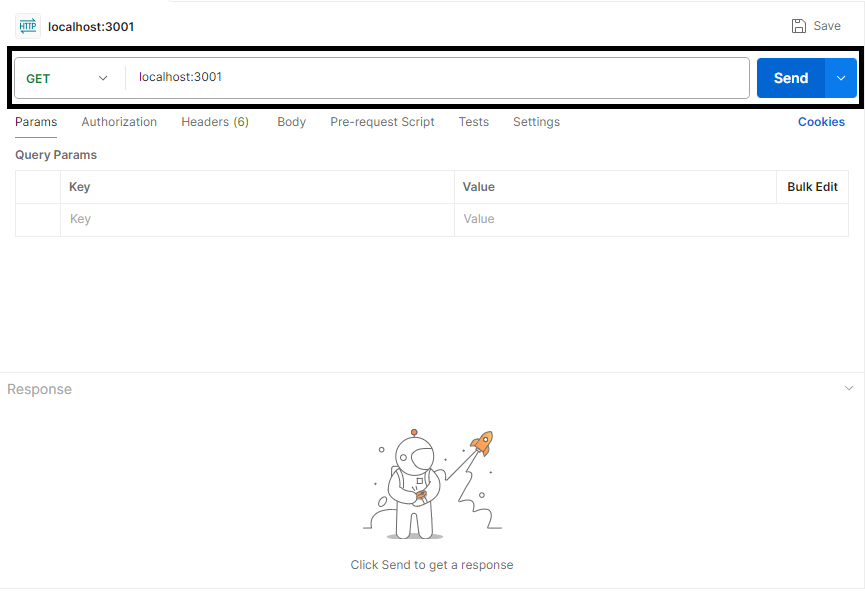 HTTP localhost:3001 Save
GET localhost:3001 Send
Params Authorization Headers (6) Body Pre-request Script Tests Settings Cookies
Query Params
Key Value Bulk Edit
Key Value
Response
Click Send to get a response